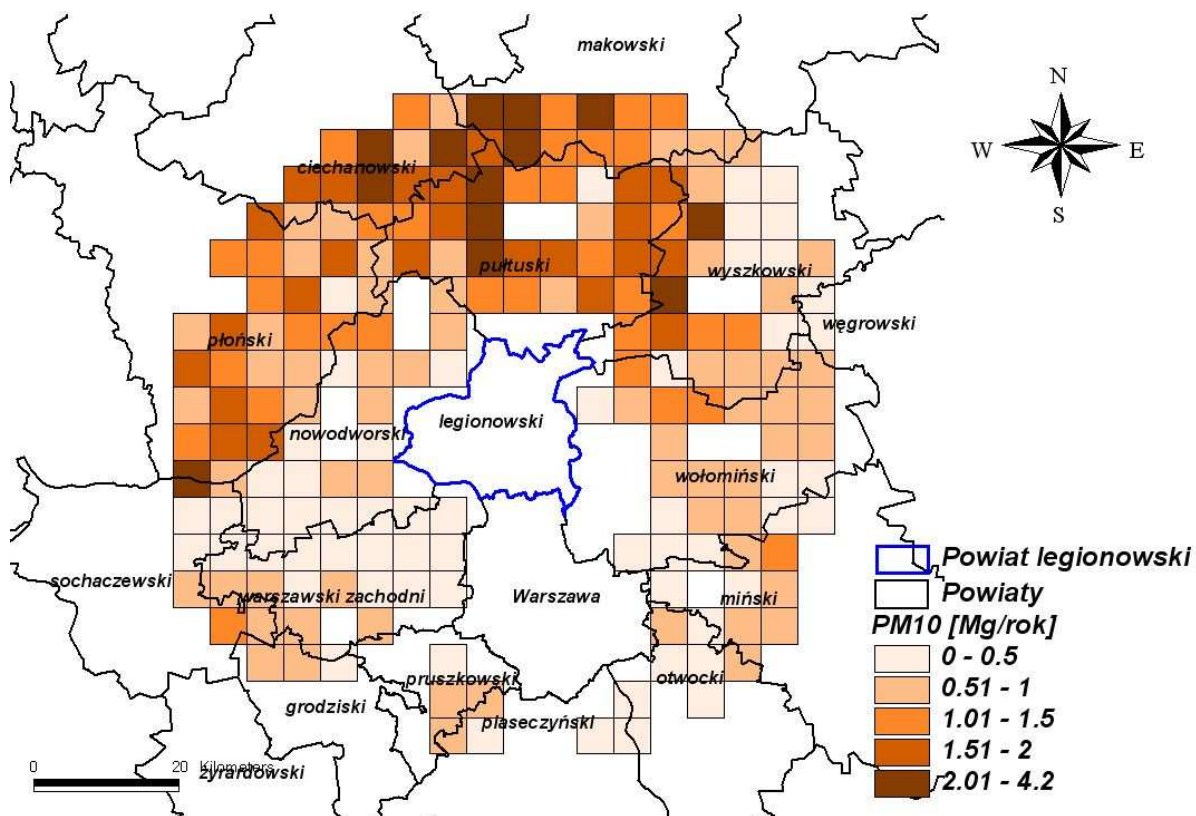 makowski
N
W
E
S
ciechanowski
pułtuski
wyszkowski
węgrowski
płoński
legionowski
nowodworski
wołomiński
Powiat legionowski
sochaczewski
warszawski zachodni
Warszawa
miński
Powiaty
PM10 [Mg/rok]
0 - 0.5
pruszkowski
otwocki
0.51 - 1
grodziski
piaseczyński
1.01 - 1.5
0
20
Kilometers
żyrardowski
1.51 - 2
2.01 - 4.2